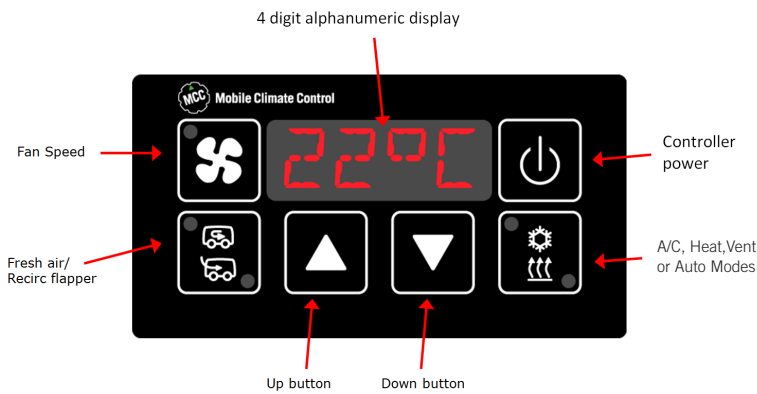 4 digit alphanumeric display
MCC Mobile Climate Control
Fan Speed
22°C
Controller
power
Fresh air/
Recirc flapper
A/C, Heat,Vent
or Auto Modes
Up button
Down button